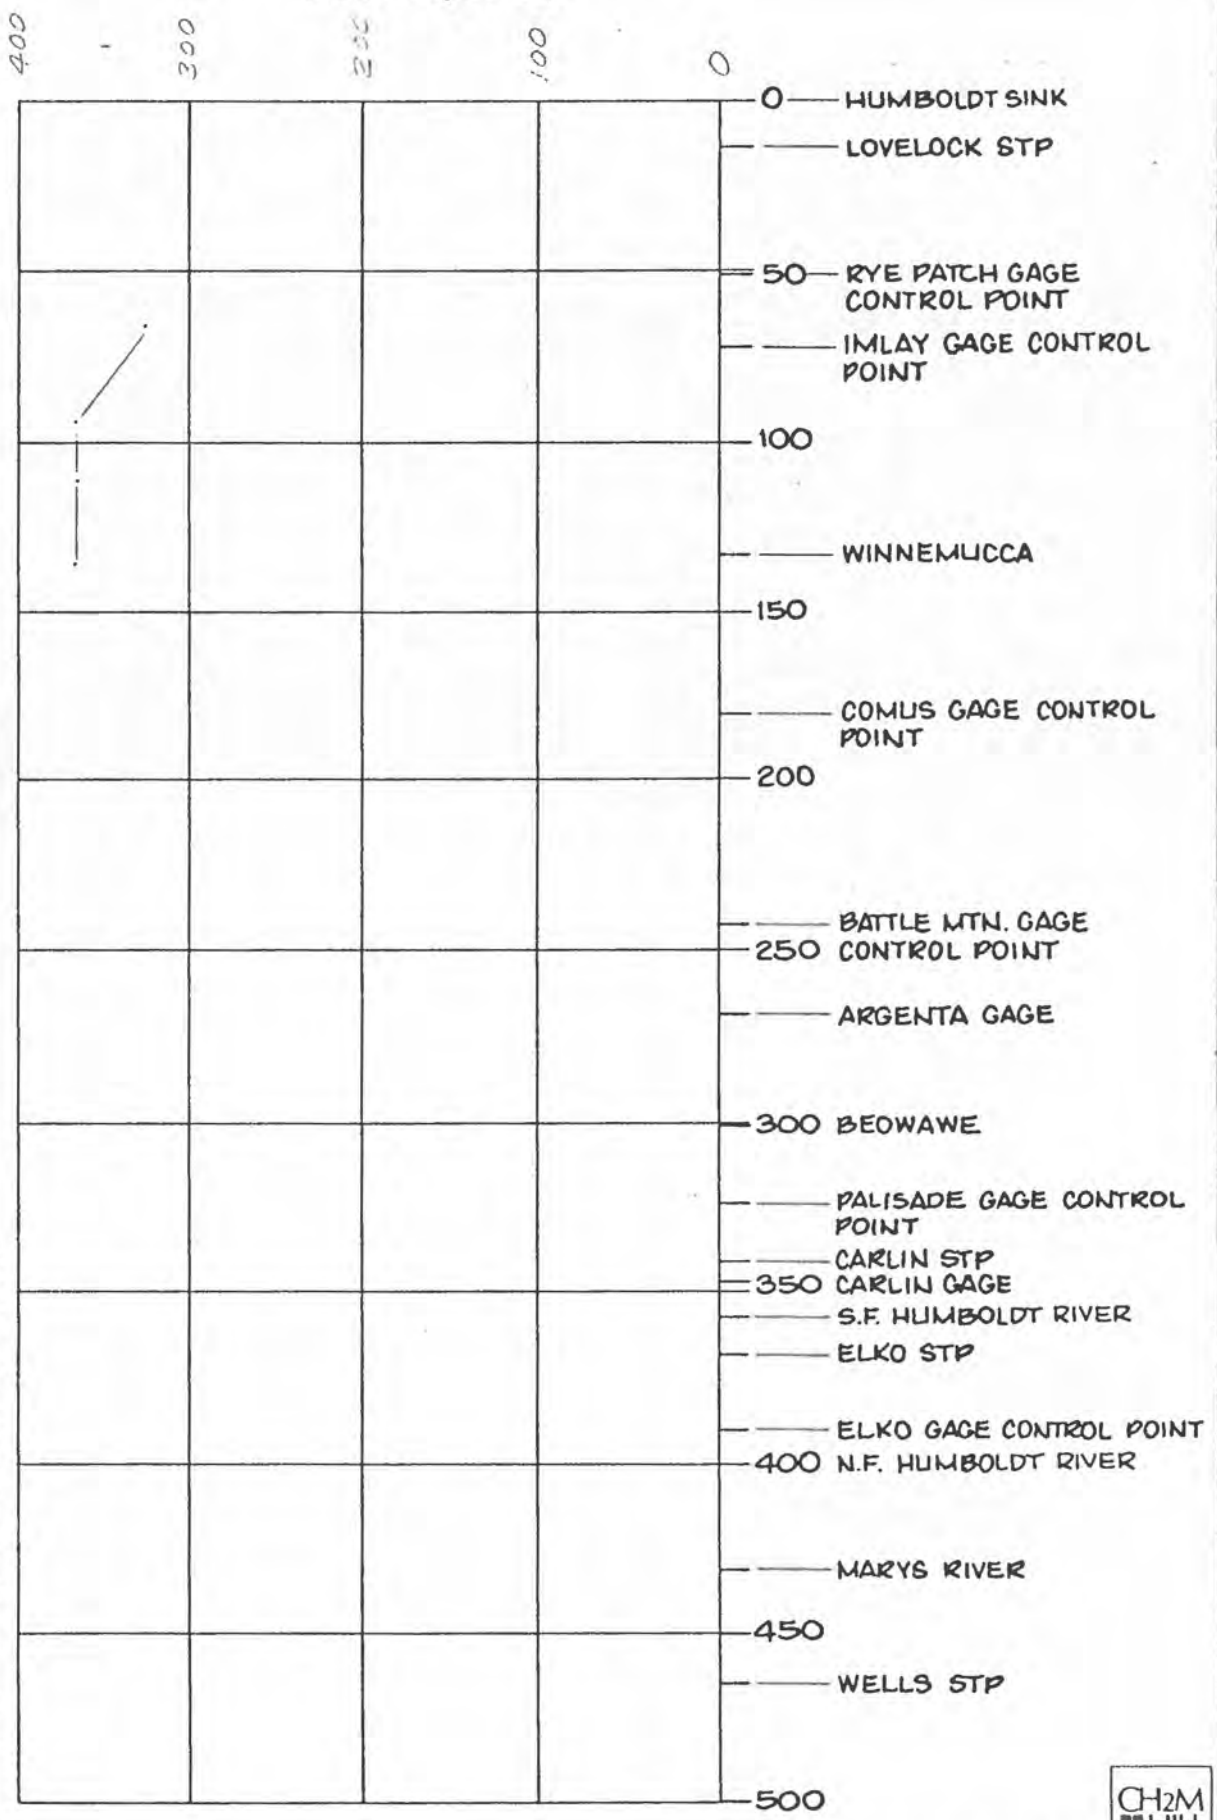 400
300
200
100
0
0 HUMBOLDT SINK
LOVELOCK STP
50 RYE PATCH GAGE
CONTROL POINT
IMLAY GAGE CONTROL
POINT
100
WINNEMUCCA
150
COMUS GAGE CONTROL
POINT
200
BATTLE MTN. GAGE
250 CONTROL POINT
ARGENTA GAGE
300 BEOWAWE
PALISADE GAGE CONTROL
POINT
CARLIN STP
350 CARLIN GAGE
S.F. HUMBOLDT RIVER
ELKO STP
ELKO GAGE CONTROL POINT
400 N.F. HUMBOLDT RIVER
MARYS RIVER
450
WELLS STP
500
CH2M